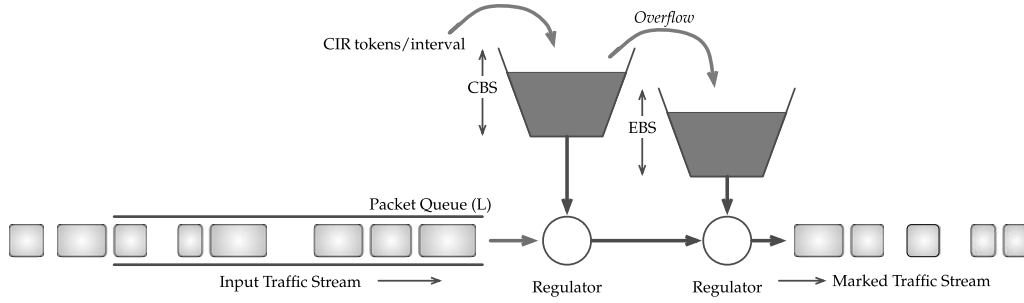 Overflow
CIR tokens/interval
CBS
EBS
Packet Queue (L)
Input Traffic Stream
Regulator
Regulator
Marked Traffic Stream